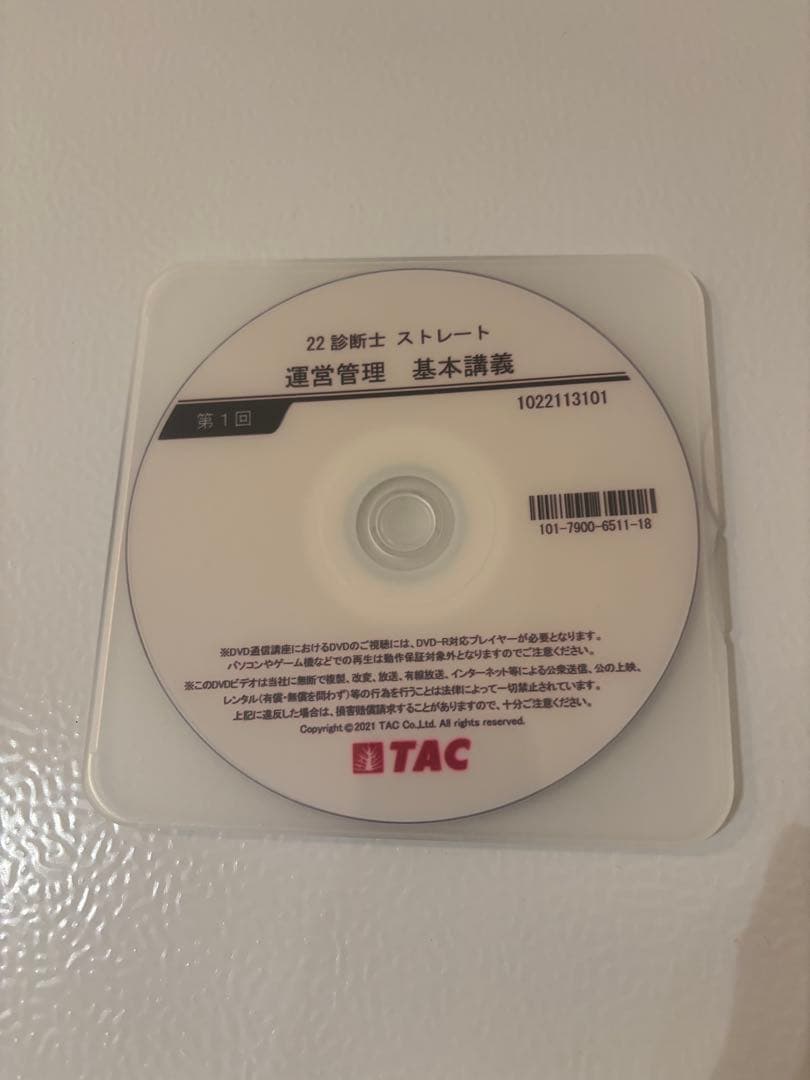 22 診断士 ストレート
運営管理 基本講義
第1回
1022113101
101-7900-6511-18
※DVD通信講座におけるDVDのご視聴には、DVD-R対応プレイヤーが必要となります。
パソコンやゲーム機などでの再生は動作保証対象外となりますのでご注意ください。
※このDVDビデオは当社に無断で複製、改変、放送、有線放送、インターネット等による公衆送信、公の上映、
レンタル(有償・無償を問わず)等の行為を行うことは法律によって一切禁止されています。
上記に違反した場合は、損害賠償請求することがありますので、十分ご注意ください。
Copyright©2021 TAC Co.,Ltd. All rights reserved.
TAC